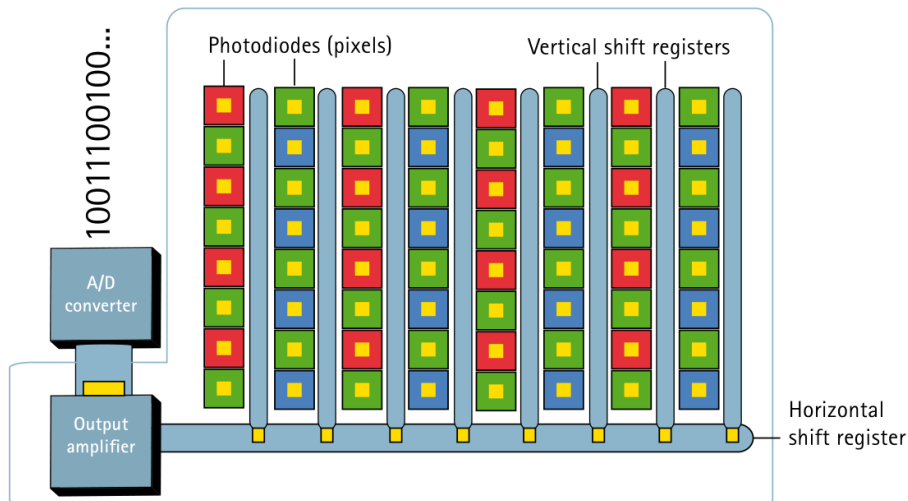 Photodiodes (pixels)
Vertical shift registers
10011100100...
A/D
converter
Output
amplifier
Horizontal
shift register